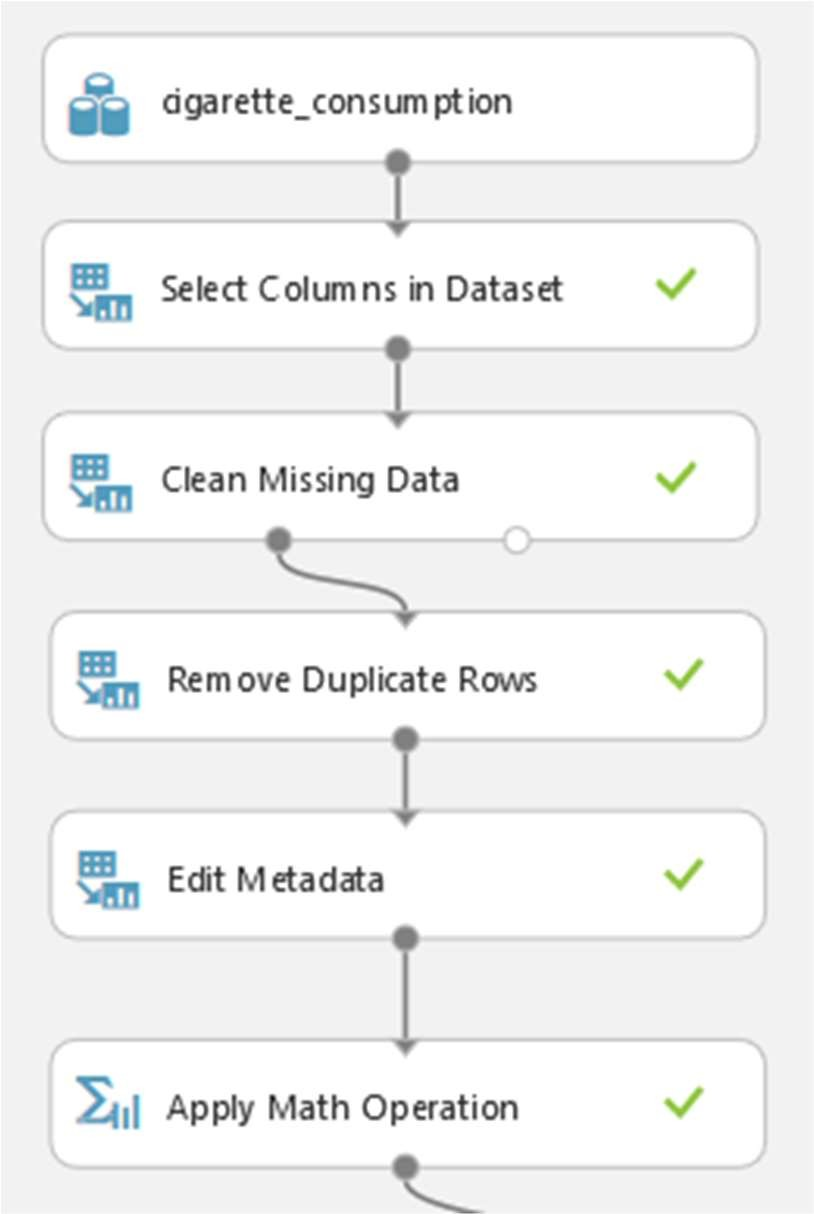 cigarette_consumption
Select Columns in Dataset
Clean Missing Data
Remove Duplicate Rows
Edit Metadata
Apply Math Operation